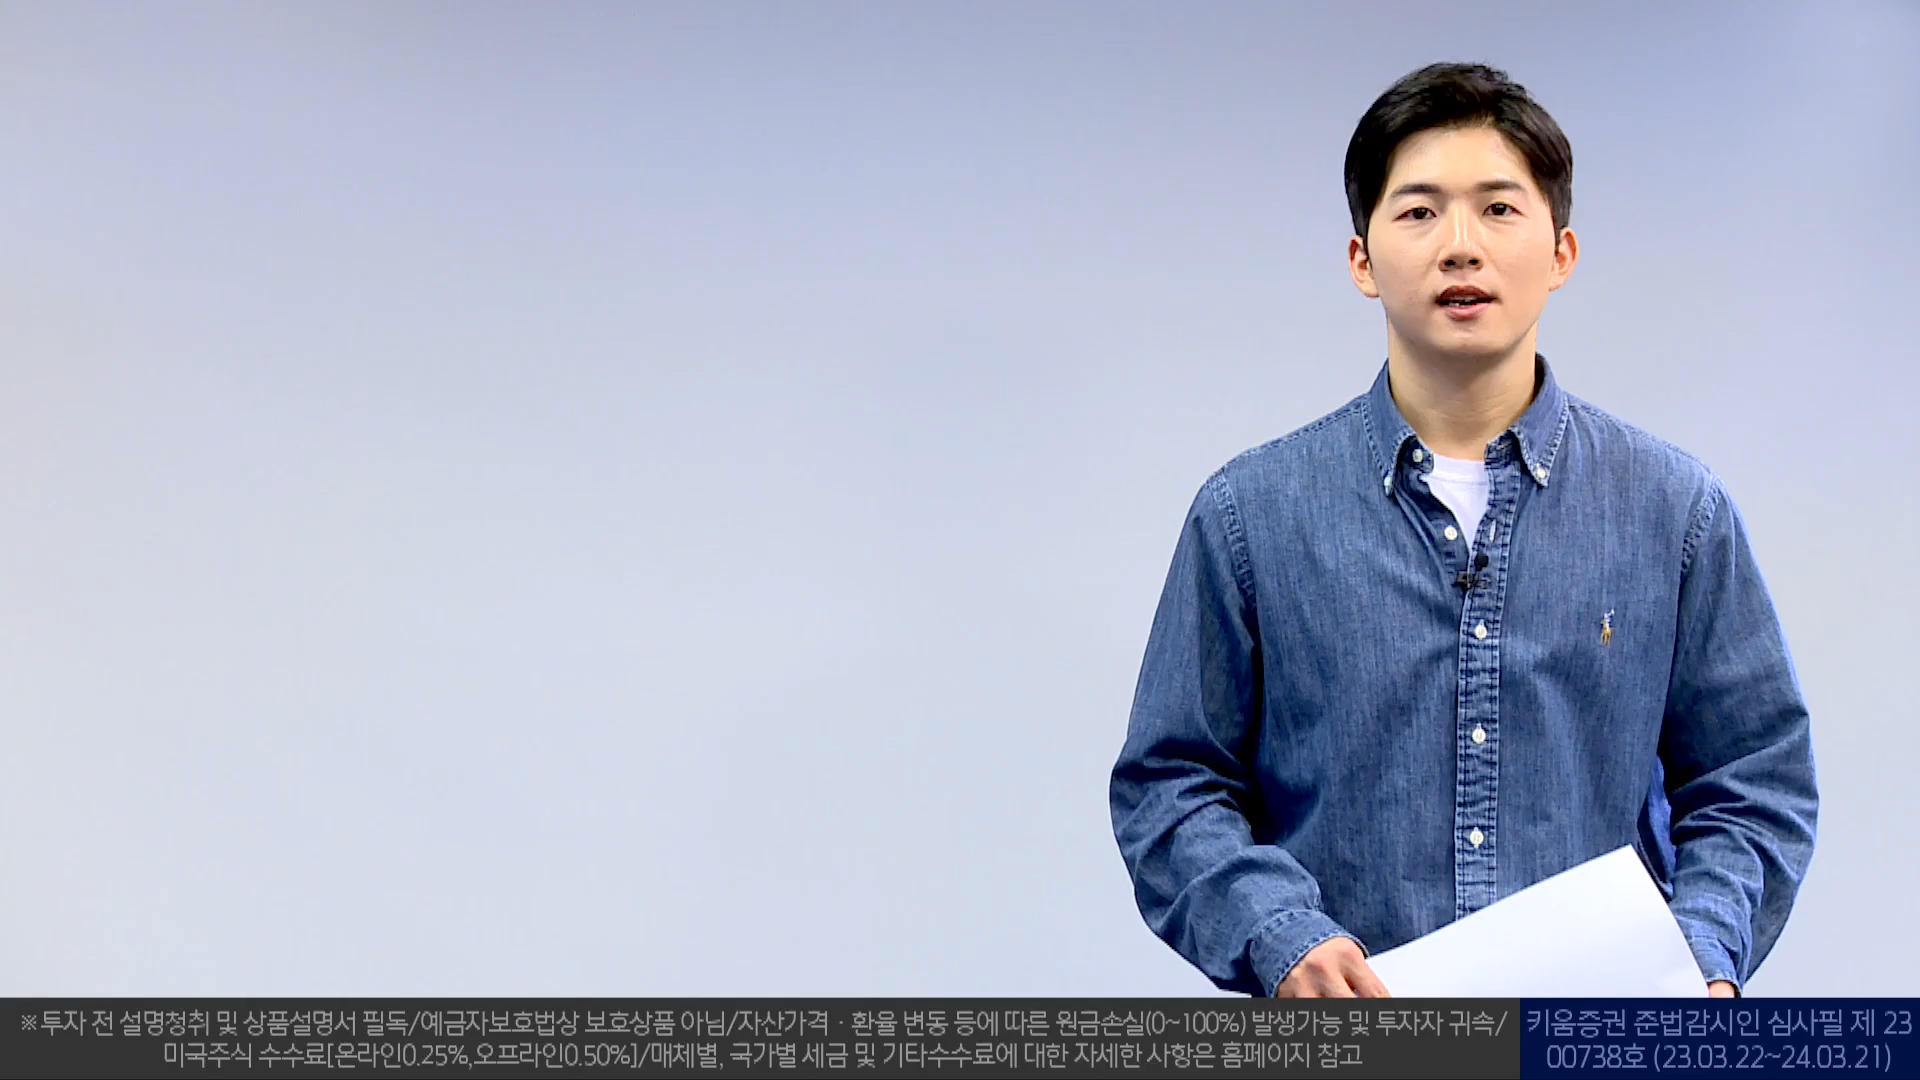 ※투자 전 설명청취 및 상품설명서 필독/예금자보호법상 보호상품 아님/자산가격 · 환율 변동 등에 따른 원금손실(0~100%) 발생가능 및 투자자 귀속/
미국주식 수수료[온라인0.25%,오프라인0.50%]/매체별, 국가별 세금 및 기타수수료에 대한 자세한 사항은 홈페이지 참고
키움증권 준법감시인 심사필 제 23
00738호 (23.03.22~24.03.21)